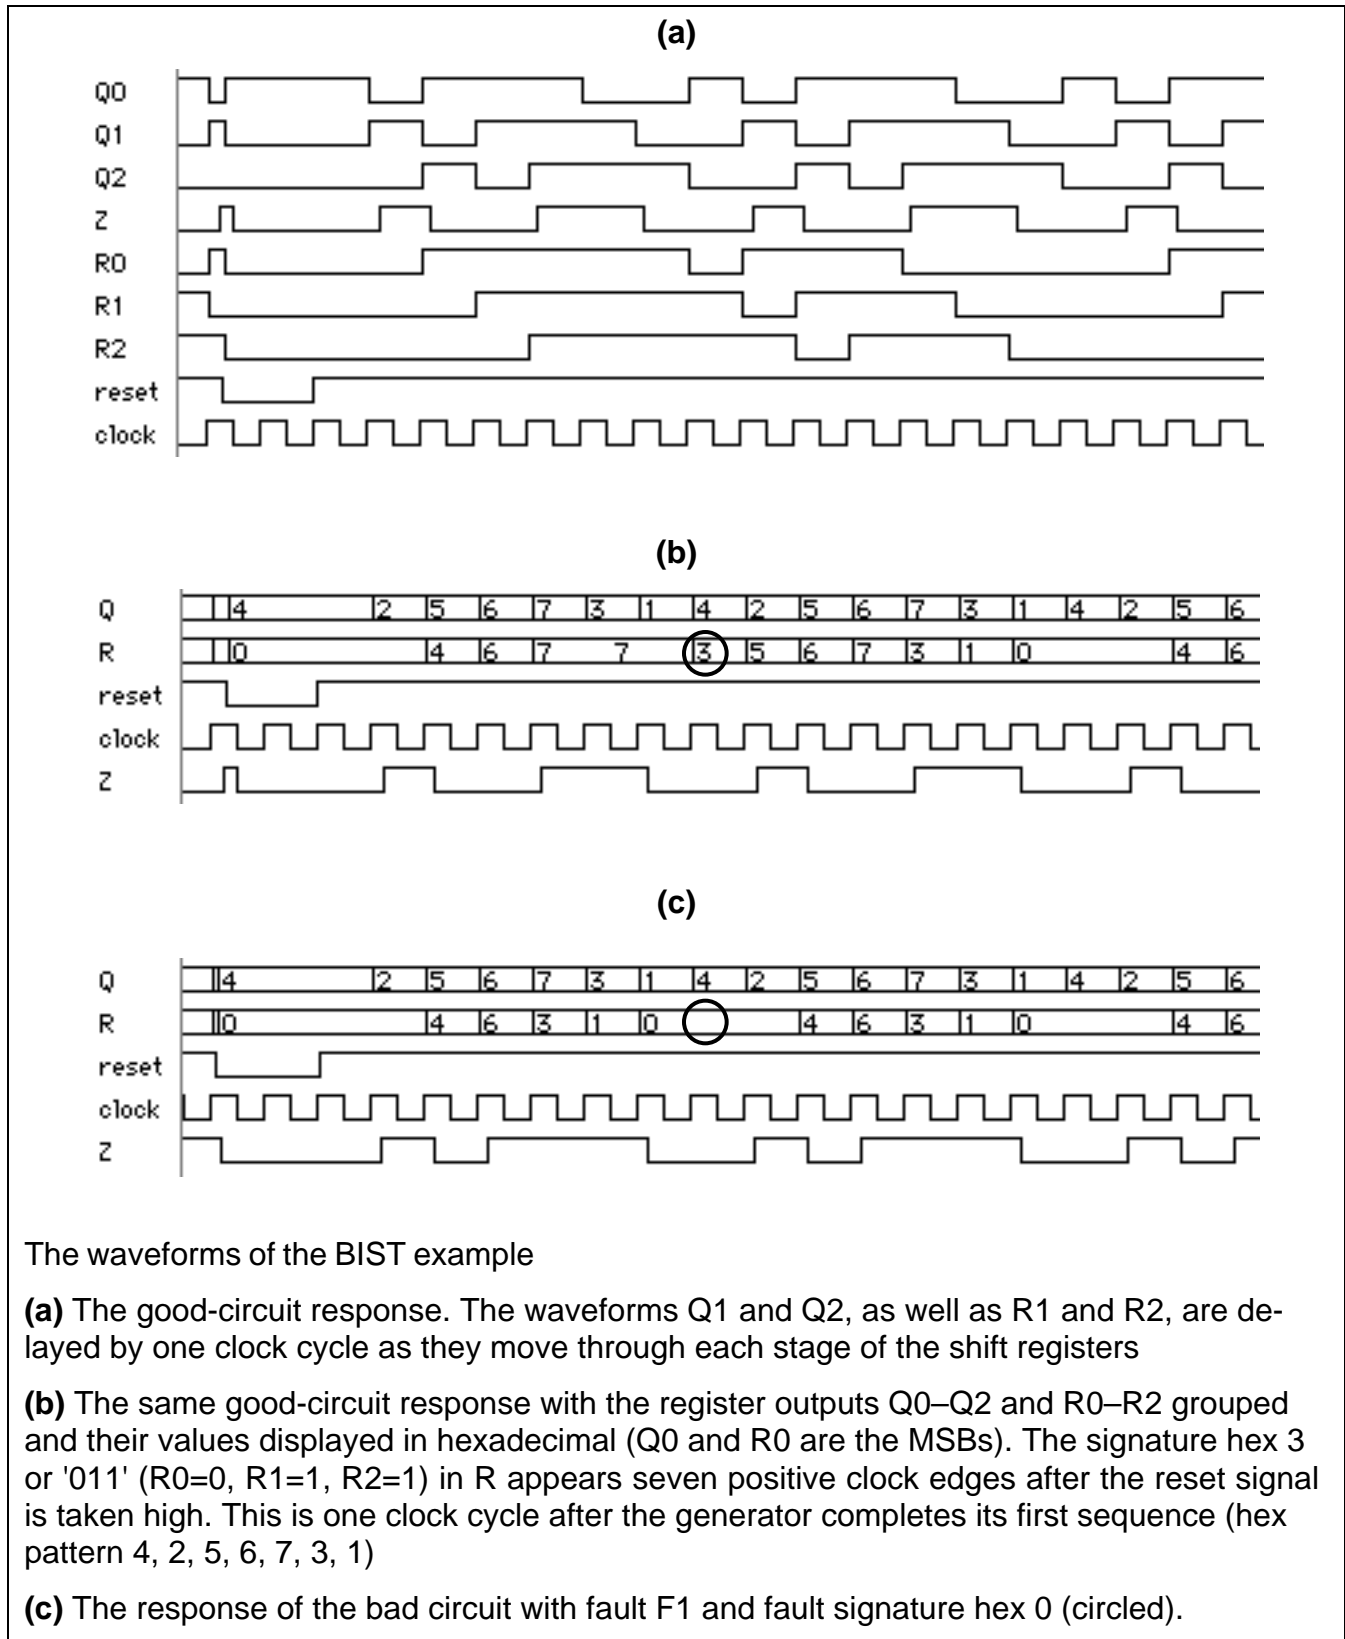 (a)
Q0
Q1
Q2
Z
R0
R1
R2
reset
clock
(b)
Q 4 2 5 6 7 3 1 4 2 5 6 7 3 1 4 2 5 6
R 0 4 6 7 7 3 5 6 7 3 1 0 4 6
reset
clock
Z
(c)
Q 4 2 5 6 7 3 1 4 2 5 6 7 3 1 4 2 5 6
R 0 4 6 3 1 0 4 6 3 1 0 4 6
reset
clock
Z
The waveforms of the BIST example
(a) The good-circuit response. The waveforms Q1 and Q2, as well as R1 and R2, are de-
layed by one clock cycle as they move through each stage of the shift registers
(b) The same good-circuit response with the register outputs Q0–Q2 and R0–R2 grouped
and their values displayed in hexadecimal (Q0 and R0 are the MSBs). The signature hex 3
or '011' (R0=0, R1=1, R2=1) in R appears seven positive clock edges after the reset signal
is taken high. This is one clock cycle after the generator completes its first sequence (hex
pattern 4, 2, 5, 6, 7, 3, 1)
(c) The response of the bad circuit with fault F1 and fault signature hex 0 (circled).